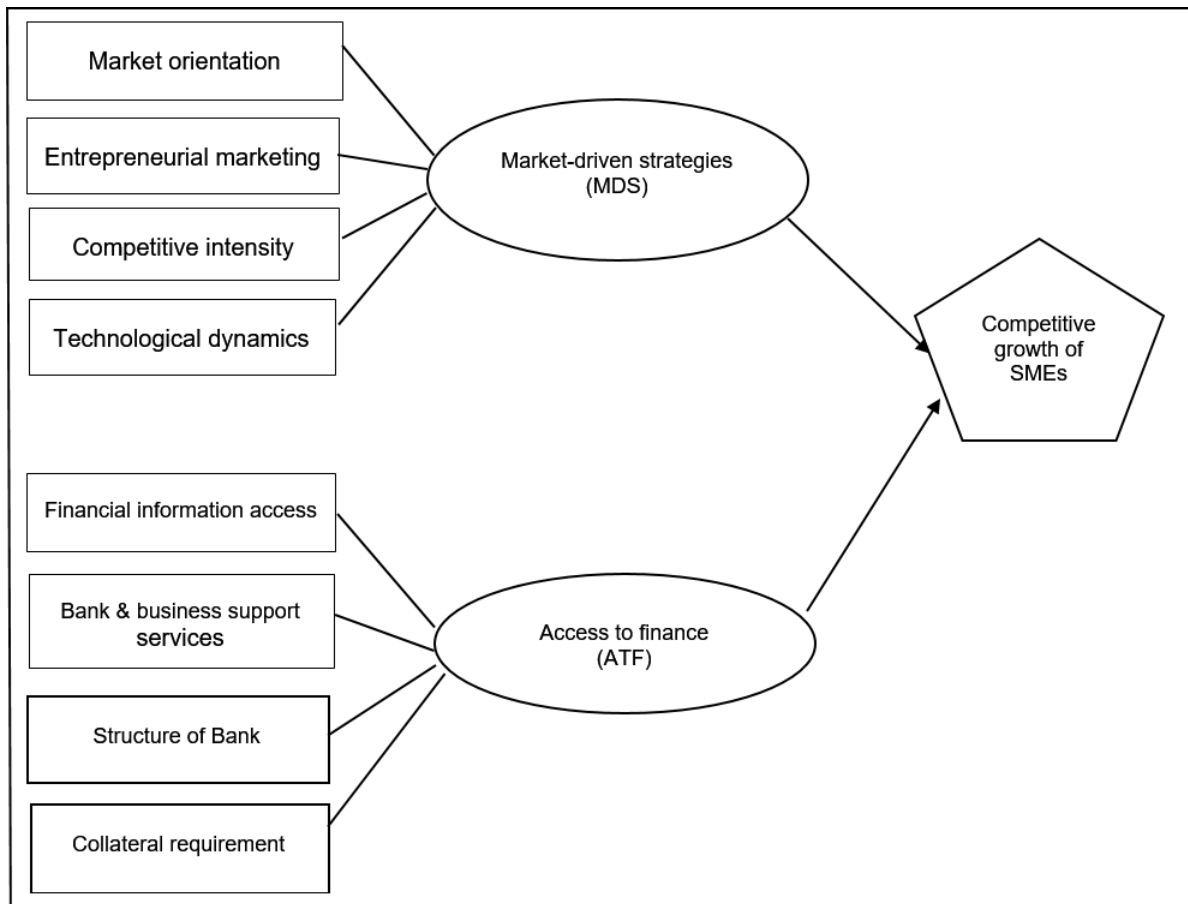 Market orientation
Entrepreneurial marketing
Competitive intensity
Technological dynamics
Market-driven strategies
(MDS)
Competitive
growth of
SMEs
Financial information access
Bank & business support
services
Structure of Bank
Collateral requirement
Access to finance
(ATF)